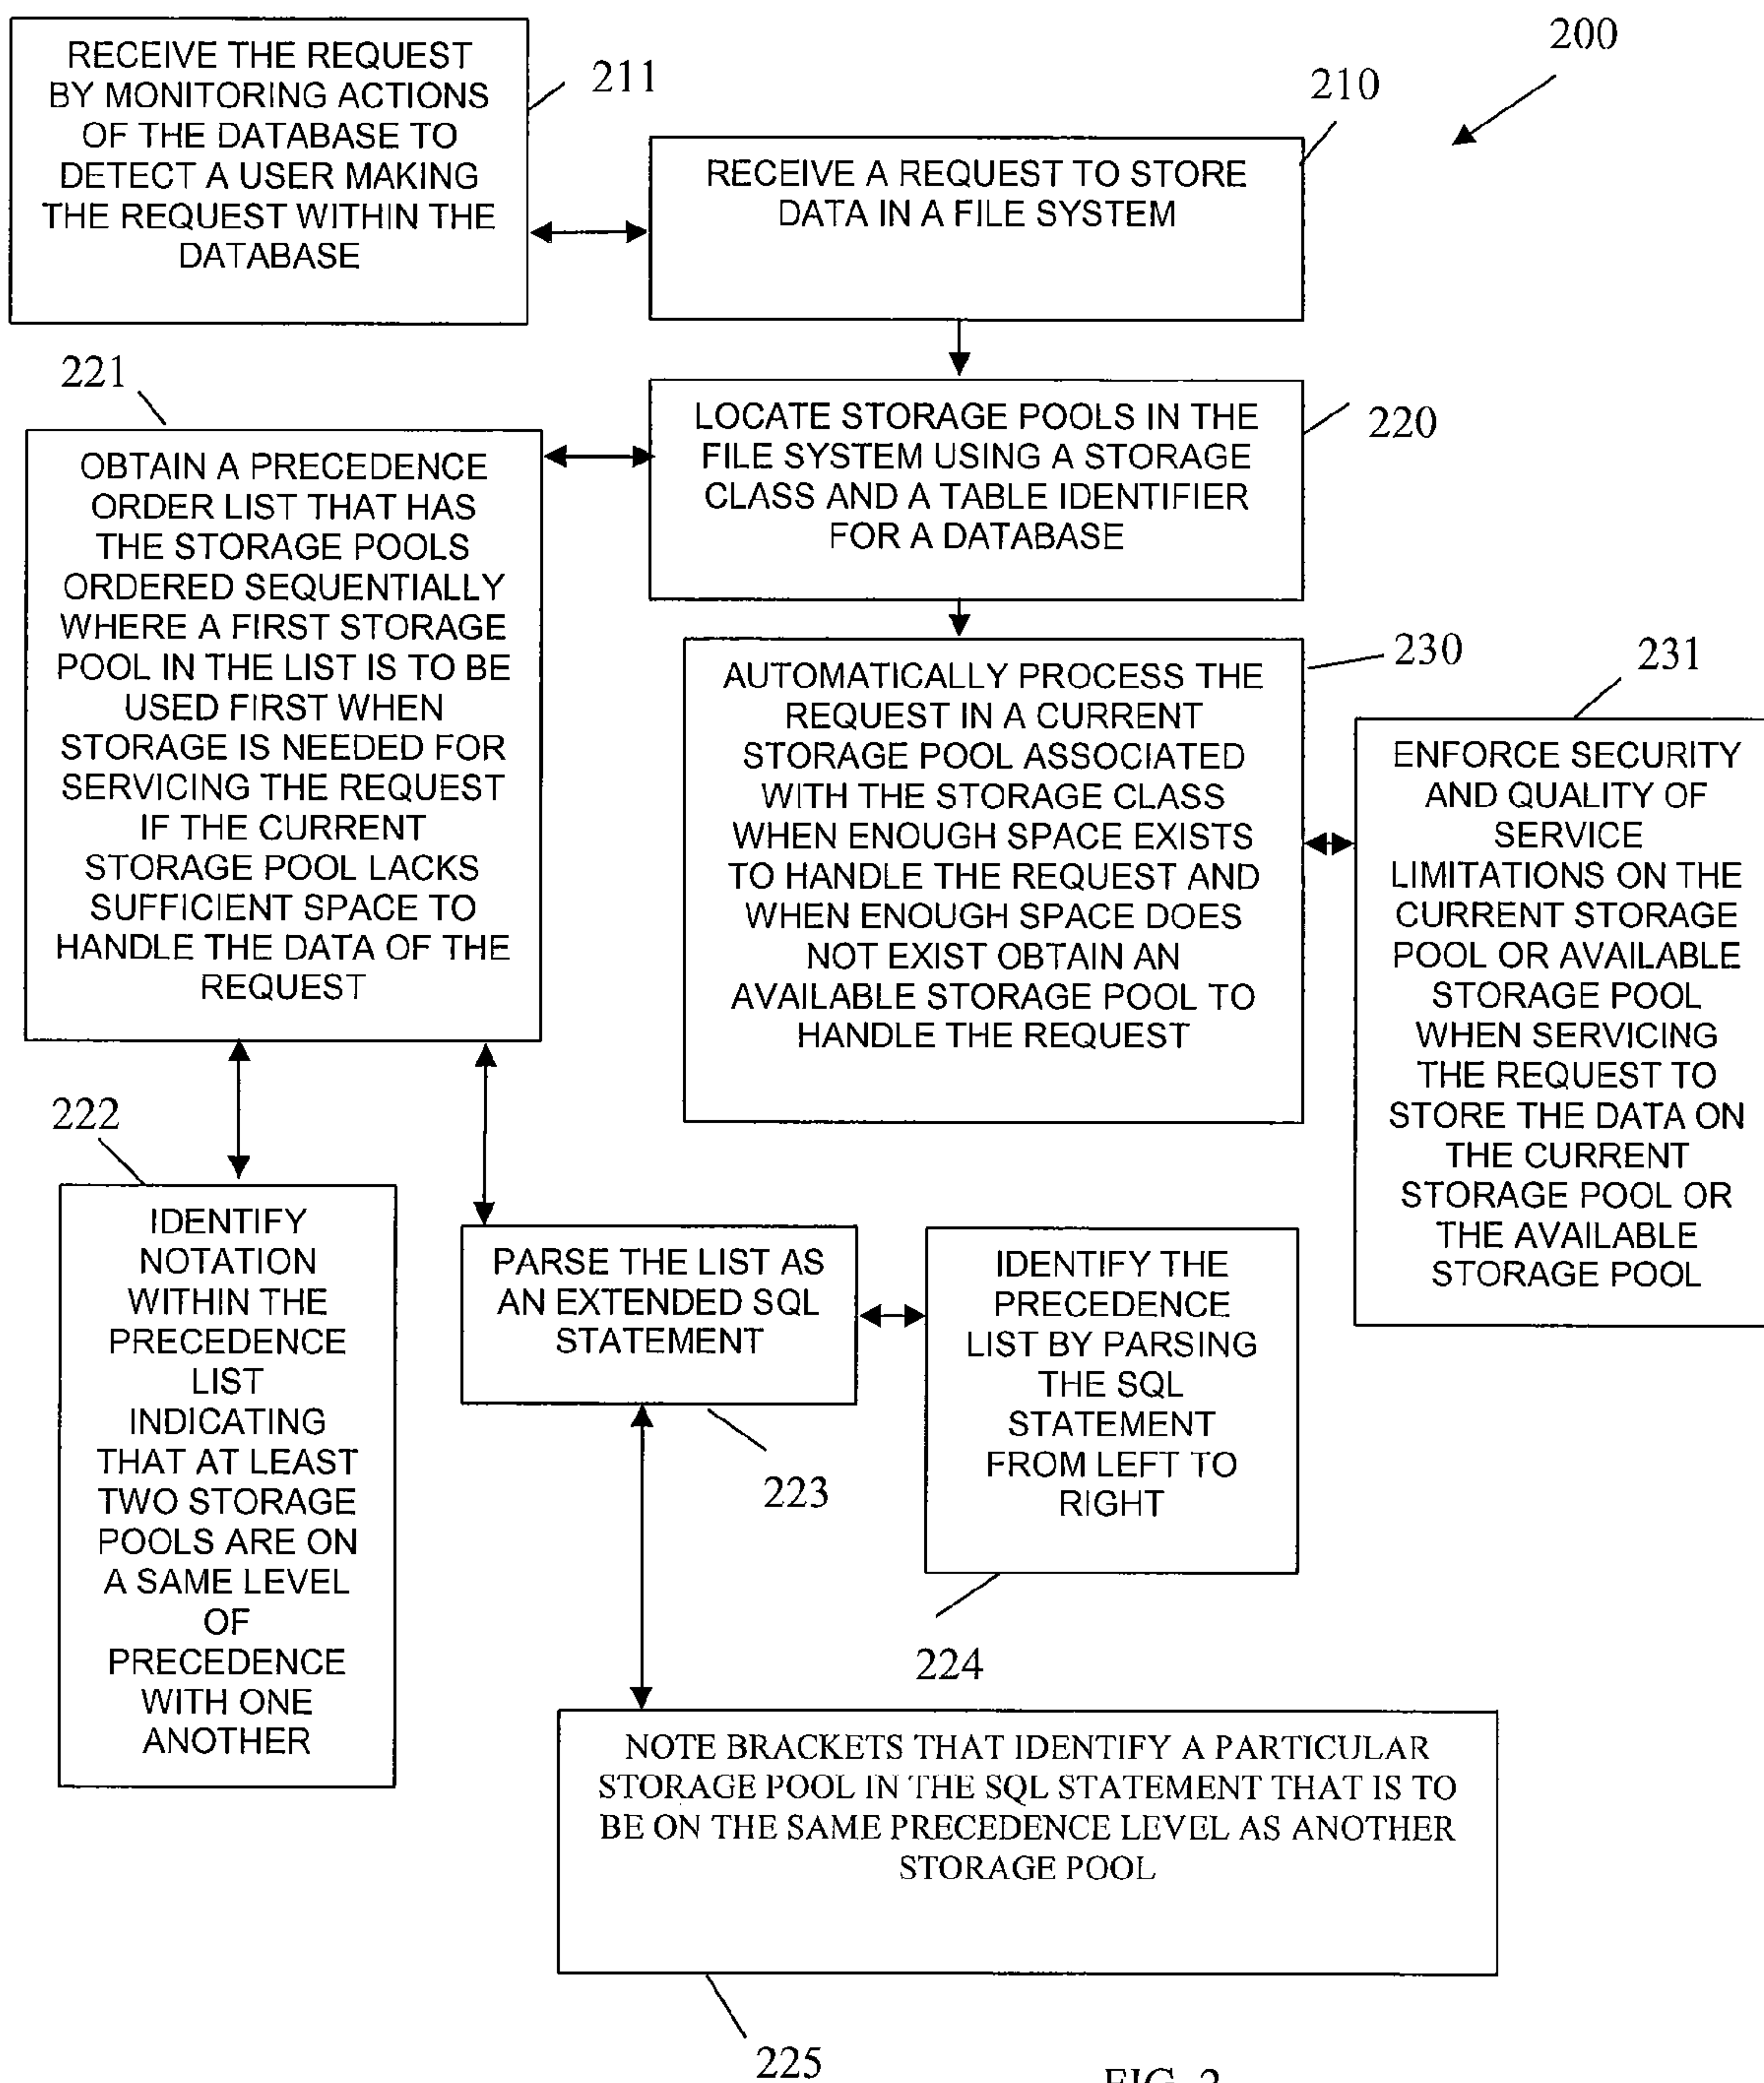 200
211
210
RECEIVE THE REQUEST
BY MONITORING ACTIONS
OF THE DATABASE TO
DETECT A USER MAKING
THE REQUEST WITHIN THE
DATABASE
RECEIVE A REQUEST TO STORE
DATA IN A FILE SYSTEM
221
220
LOCATE STORAGE POOLS IN THE
FILE SYSTEM USING A STORAGE
CLASS AND A TABLE IDENTIFIER
FOR A DATABASE
OBTAIN A PRECEDENCE
ORDER LIST THAT HAS
THE STORAGE POOLS
ORDERED SEQUENTIALLY
WHERE A FIRST STORAGE
POOL IN THE LIST IS TO BE
USED FIRST WHEN
STORAGE IS NEEDED FOR
SERVICING THE REQUEST
IF THE CURRENT
STORAGE POOL LACKS
SUFFICIENT SPACE TO
HANDLE THE DATA OF THE
REQUEST
230
AUTOMATICALLY PROCESS THE
REQUEST IN A CURRENT
STORAGE POOL ASSOCIATED
WITH THE STORAGE CLASS
WHEN ENOUGH SPACE EXISTS
TO HANDLE THE REQUEST AND
WHEN ENOUGH SPACE DOES
NOT EXIST OBTAIN AN
AVAILABLE STORAGE POOL TO
HANDLE THE REQUEST
231
ENFORCE SECURITY
AND QUALITY OF
SERVICE
LIMITATIONS ON THE
CURRENT STORAGE
POOL OR AVAILABLE
STORAGE POOL
WHEN SERVICING
THE REQUEST TO
STORE THE DATA ON
THE CURRENT
STORAGE POOL OR
THE AVAILABLE
STORAGE POOL
222
IDENTIFY
NOTATION
WITHIN THE
PRECEDENCE
LIST
INDICATING
THAT AT LEAST
TWO STORAGE
POOLS ARE ON
A SAME LEVEL
OF
PRECEDENCE
WITH ONE
ANOTHER
PARSE THE LIST AS
AN EXTENDED SQL
STATEMENT
223
IDENTIFY THE
PRECEDENCE
LIST BY PARSING
THE SQL
STATEMENT
FROM LEFT TO
RIGHT
224
NOTE BRACKETS THAT IDENTIFY A PARTICULAR
STORAGE POOL IN THE SQL STATEMENT THAT IS TO
BE ON THE SAME PRECEDENCE LEVEL AS ANOTHER
STORAGE POOL
225
FIG. 2